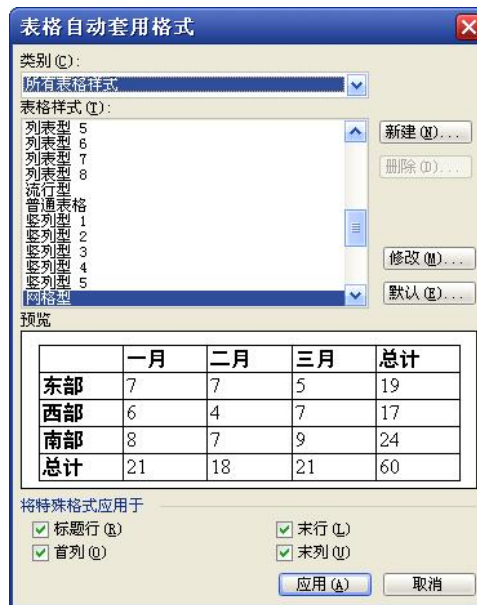 表格自动套用格式
类别(C):
所有表格样式
表格样式(T):
列表型 5
列表型 6
列表型 7
列表型 8
流行型
普通表格
竖列型 1
竖列型 2
竖列型 3
竖列型 4
竖列型 5
网格型
新建(N)...
删除(D)...
修改(M)...
默认(E)...
预览
一月 二月 三月 总计
东部 7 7 5 19
西部 6 4 7 17
南部 8 7 9 24
总计 21 18 21 60
将特殊格式应用于
标题行(R) 末行(L)
首列(O) 末列(U)
应用(A) 取消